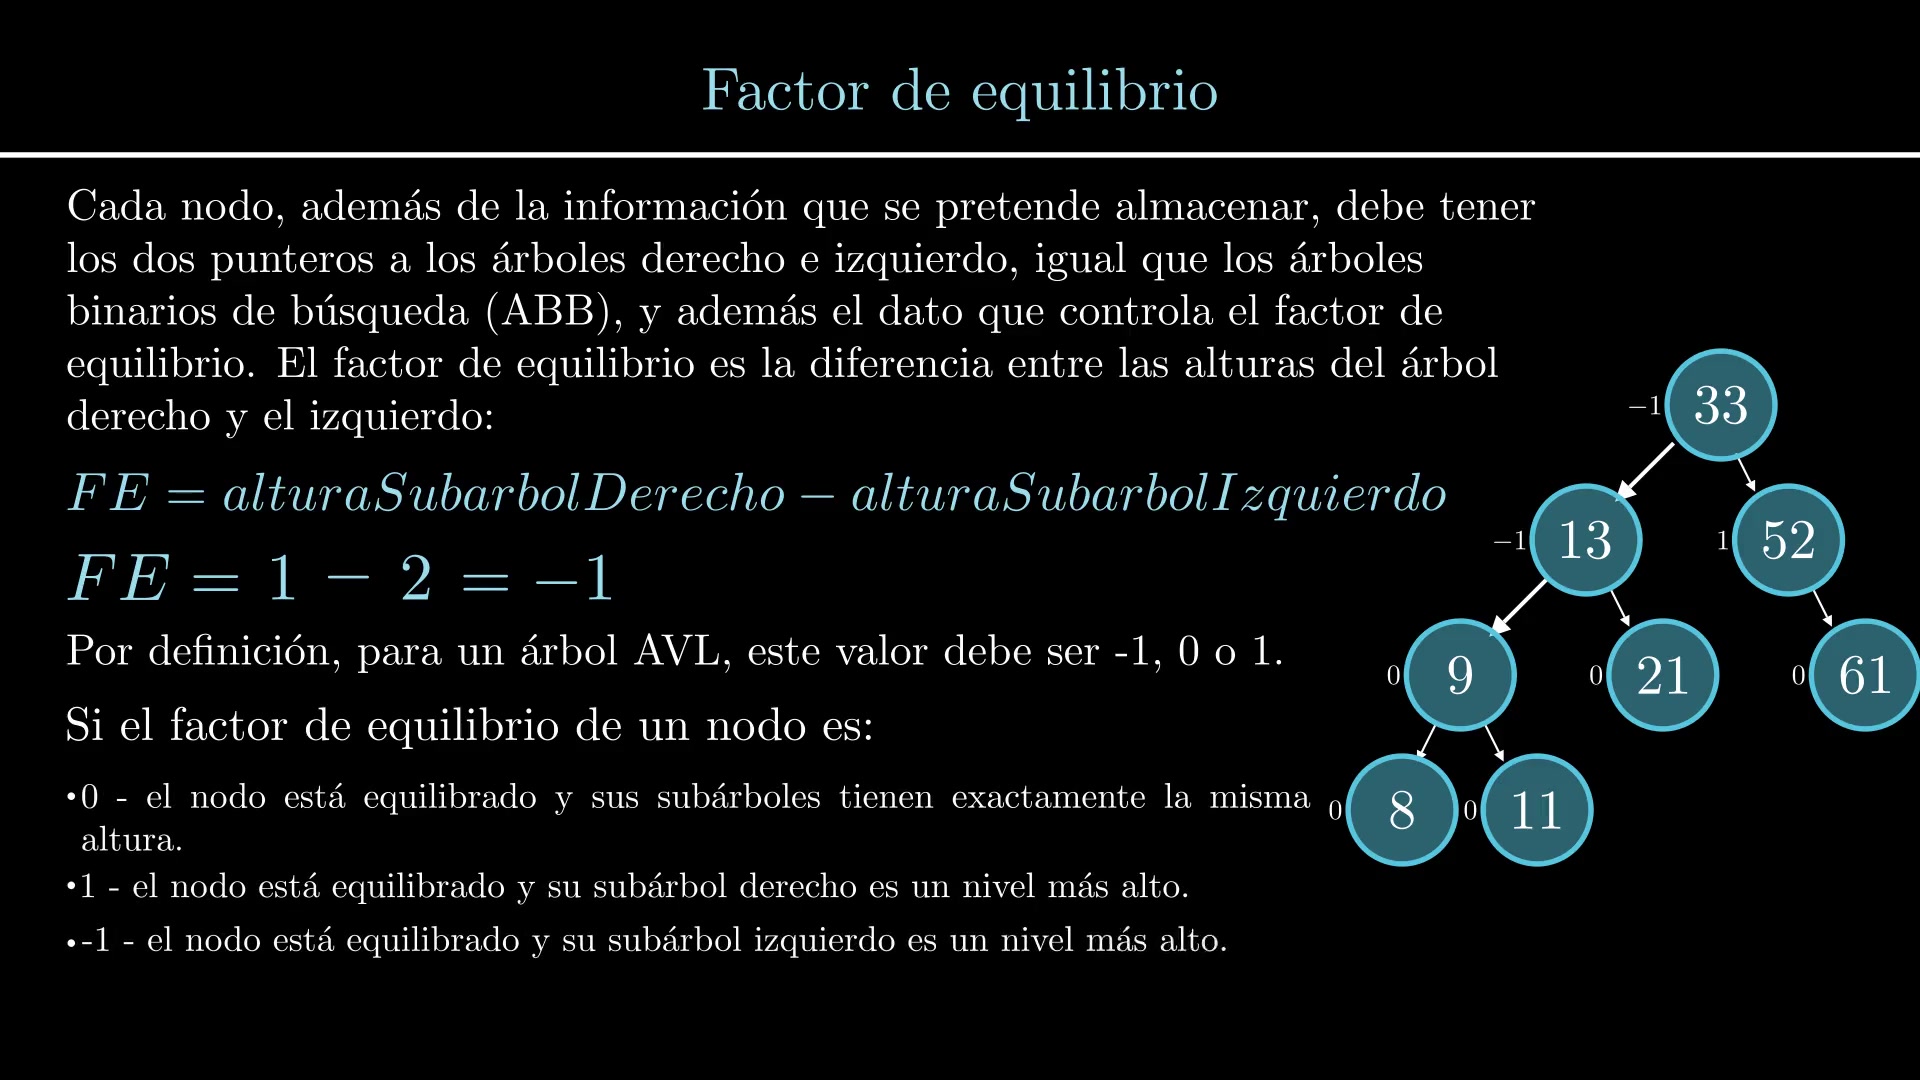 Factor de equilibrio
Cada nodo, además de la información que se pretende almacenar, debe tener
los dos punteros a los árboles derecho e izquierdo, igual que los árboles
binarios de búsqueda (ABB), y además el dato que controla el factor de
equilibrio. El factor de equilibrio es la diferencia entre las alturas del árbol
derecho y el izquierdo:
FE = alturaSubarbolDerecho − alturaSubarbolIzquierdo
FE = 1 − 2 = −1
Por definición, para un árbol AVL, este valor debe ser -1, 0 o 1.
Si el factor de equilibrio de un nodo es:
•0 - el nodo está equilibrado y sus subárboles tienen exactamente la misma
altura.
•1 - el nodo está equilibrado y su subárbol derecho es un nivel más alto.
•-1 - el nodo está equilibrado y su subárbol izquierdo es un nivel más alto.
−1 33
−1 13 1 52
0 9 0 21 0 61
0 8 0 11